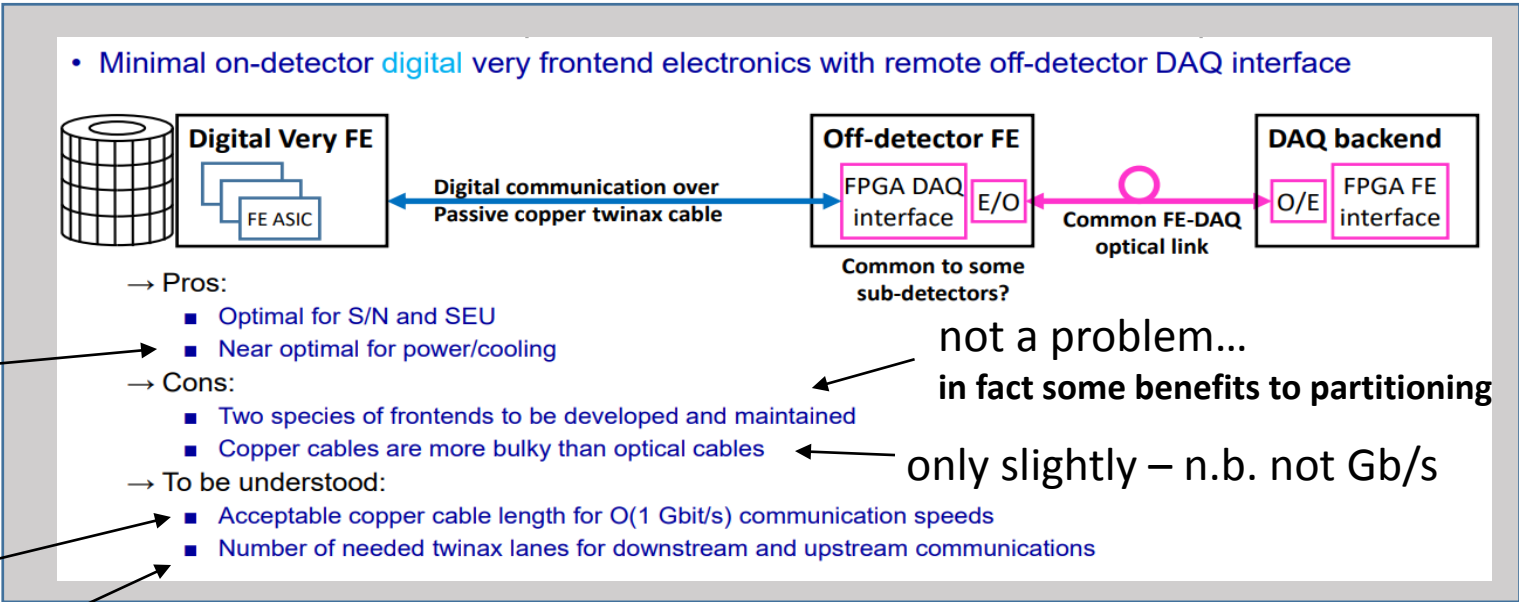 • Minimal on-detector digital very frontend electronics with remote off-detector DAQ interface
Digital Very FE
FE ASIC
Digital communication over
Passive copper twinax cable
Off-detector FE
FPGA DAQ
interface
E/O
Common to some
sub-detectors?
Common FE-DAQ
optical link
DAQ backend
O/E
FPGA FE
interface
→ Pros:
■ Optimal for S/N and SEU
■ Near optimal for power/cooling
→ Cons:
■ Two species of frontends to be developed and maintained
■ Copper cables are more bulky than optical cables
→ To be understood:
■ Acceptable copper cable length for O(1 Gbit/s) communication speeds
■ Number of needed twinax lanes for downstream and upstream communications
not a problem…
in fact some benefits to partitioning
only slightly – n.b. not Gb/s